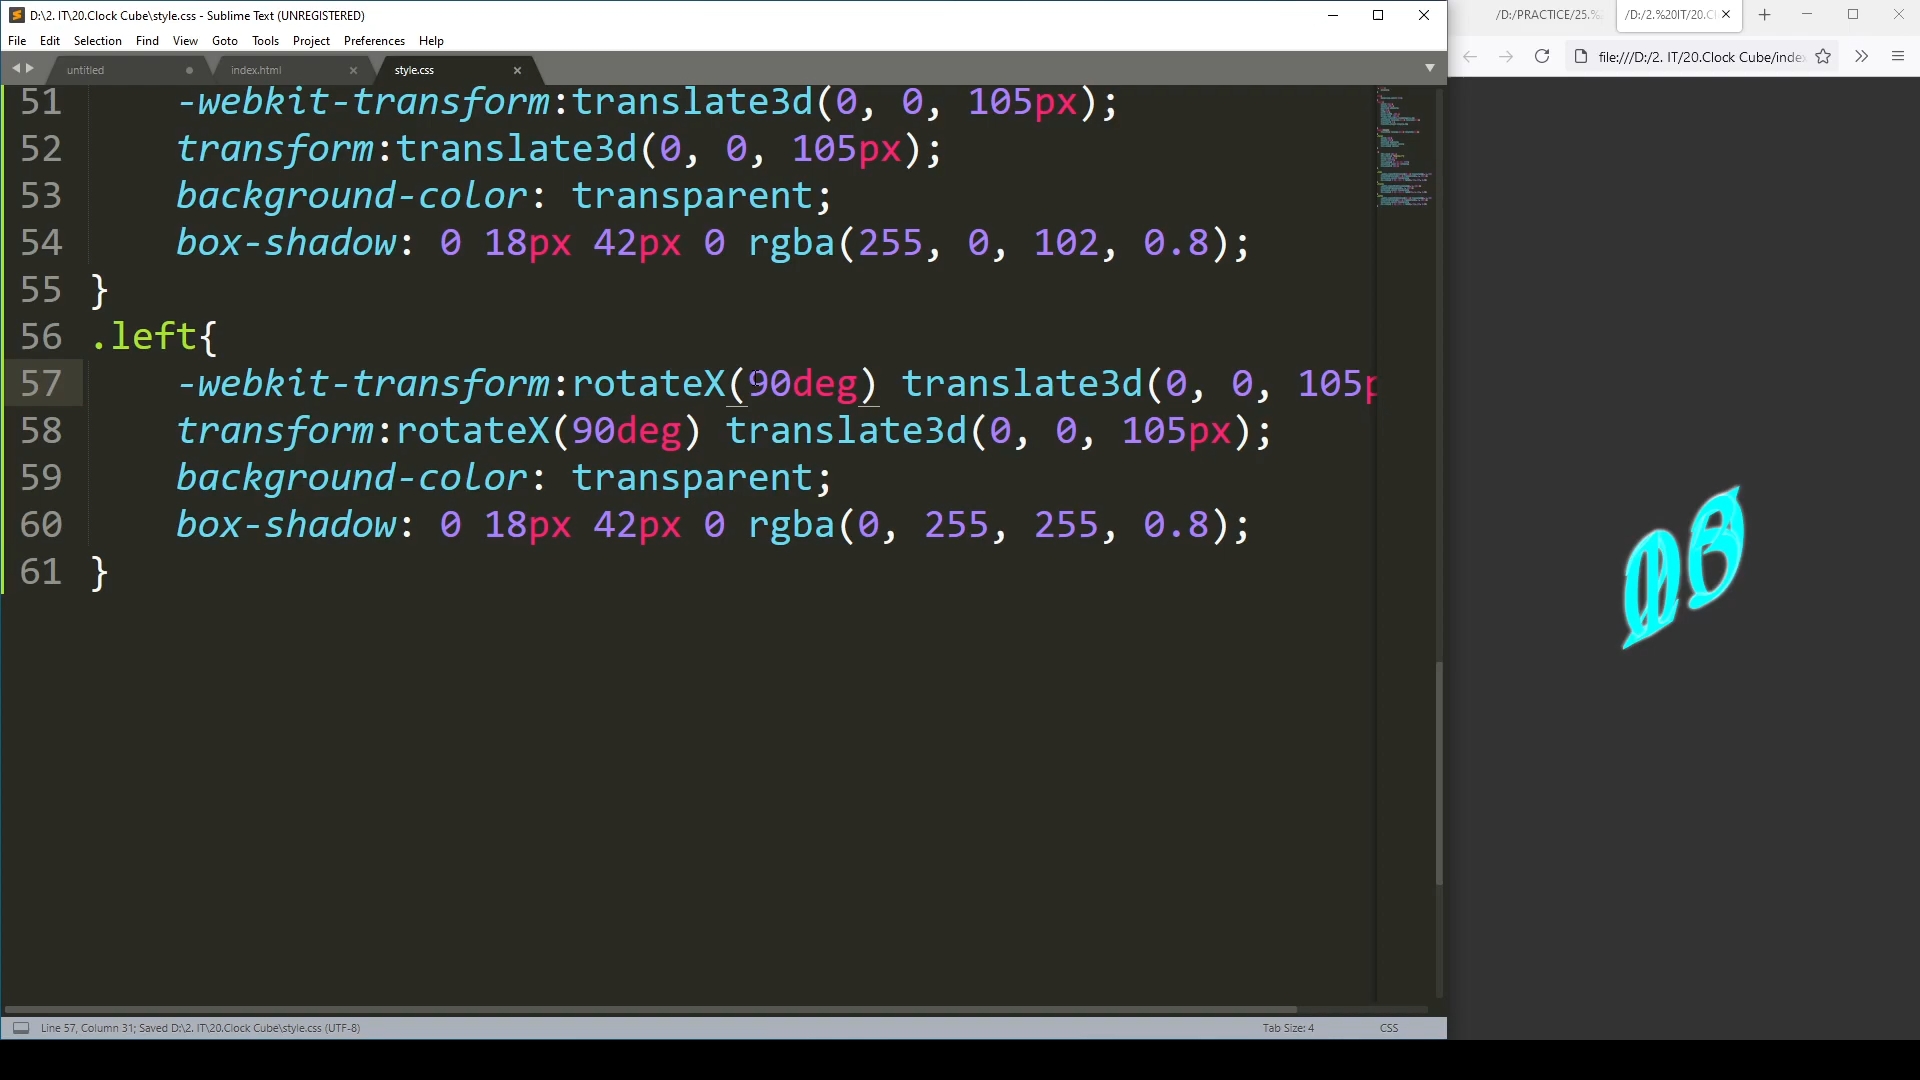 D:\2. IT\20.Clock Cube\style.css - Sublime Text (UNREGISTERED)
File Edit Selection Find View Goto Tools Project Preferences Help
untitled index.html style.css
51 -webkit-transform:translate3d(0, 0, 105px);
52 transform:translate3d(0, 0, 105px);
53 background-color: transparent;
54 box-shadow: 0 18px 42px 0 rgba(255, 0, 102, 0.8);
55 }
56 .left{
57 -webkit-transform:rotateX(90deg) translate3d(0, 0, 105p
58 transform:rotateX(90deg) translate3d(0, 0, 105px);
59 background-color: transparent;
60 box-shadow: 0 18px 42px 0 rgba(0, 255, 255, 0.8);
61 }
Line 57, Column 31; Saved D:\2. IT\20.Clock Cube\style.css (UTF-8)
Tab Size: 4 CSS
/D:/PRACTICE/25.% /D:/2.%20IT/20.Cl
file:///D:/2. IT/20.Clock Cube/index